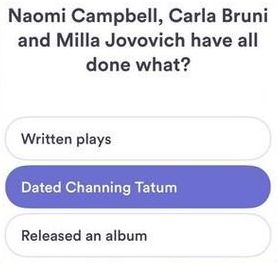 Naomi Campbell, Carla Bruni
and Milla Jovovich have all
done what?
Written plays
Dated Channing Tatum
Released an album